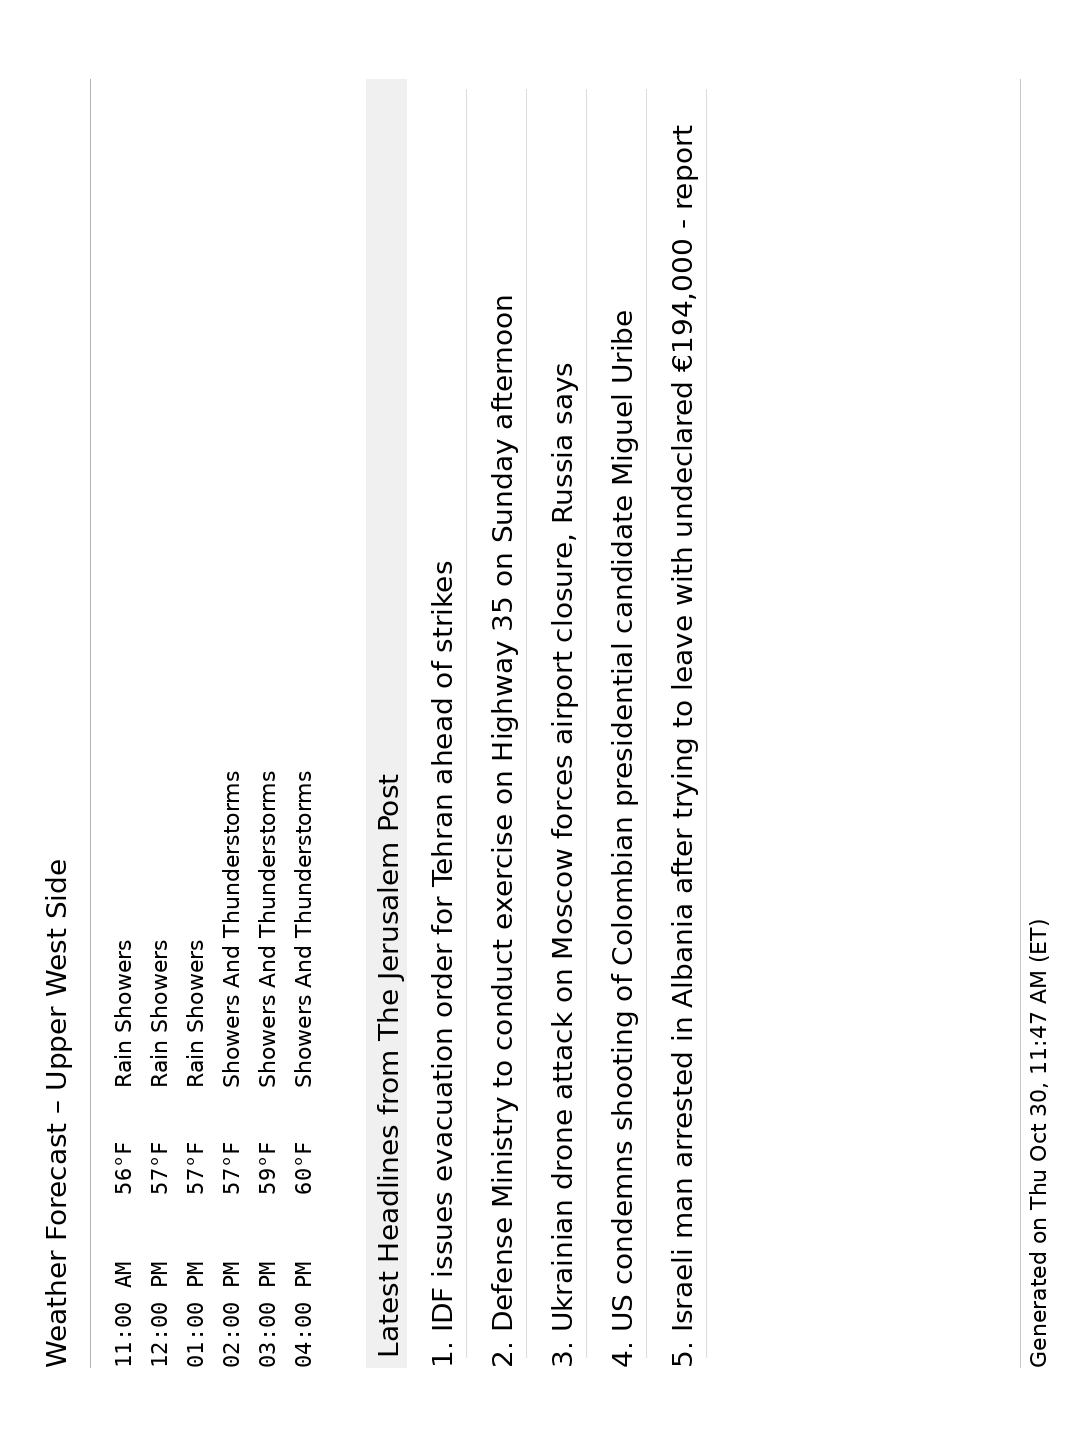 Weather Forecast – Upper West Side
11:00 AM 56°F Rain Showers
12:00 PM 57°F Rain Showers
01:00 PM 57°F Rain Showers
02:00 PM 57°F Showers And Thunderstorms
03:00 PM 59°F Showers And Thunderstorms
04:00 PM 60°F Showers And Thunderstorms
Latest Headlines from The Jerusalem Post
1. IDF issues evacuation order for Tehran ahead of strikes
2. Defense Ministry to conduct exercise on Highway 35 on Sunday afternoon
3. Ukrainian drone attack on Moscow forces airport closure, Russia says
4. US condemns shooting of Colombian presidential candidate Miguel Uribe
5. Israeli man arrested in Albania after trying to leave with undeclared €194,000 - report
Generated on Thu Oct 30, 11:47 AM (ET)